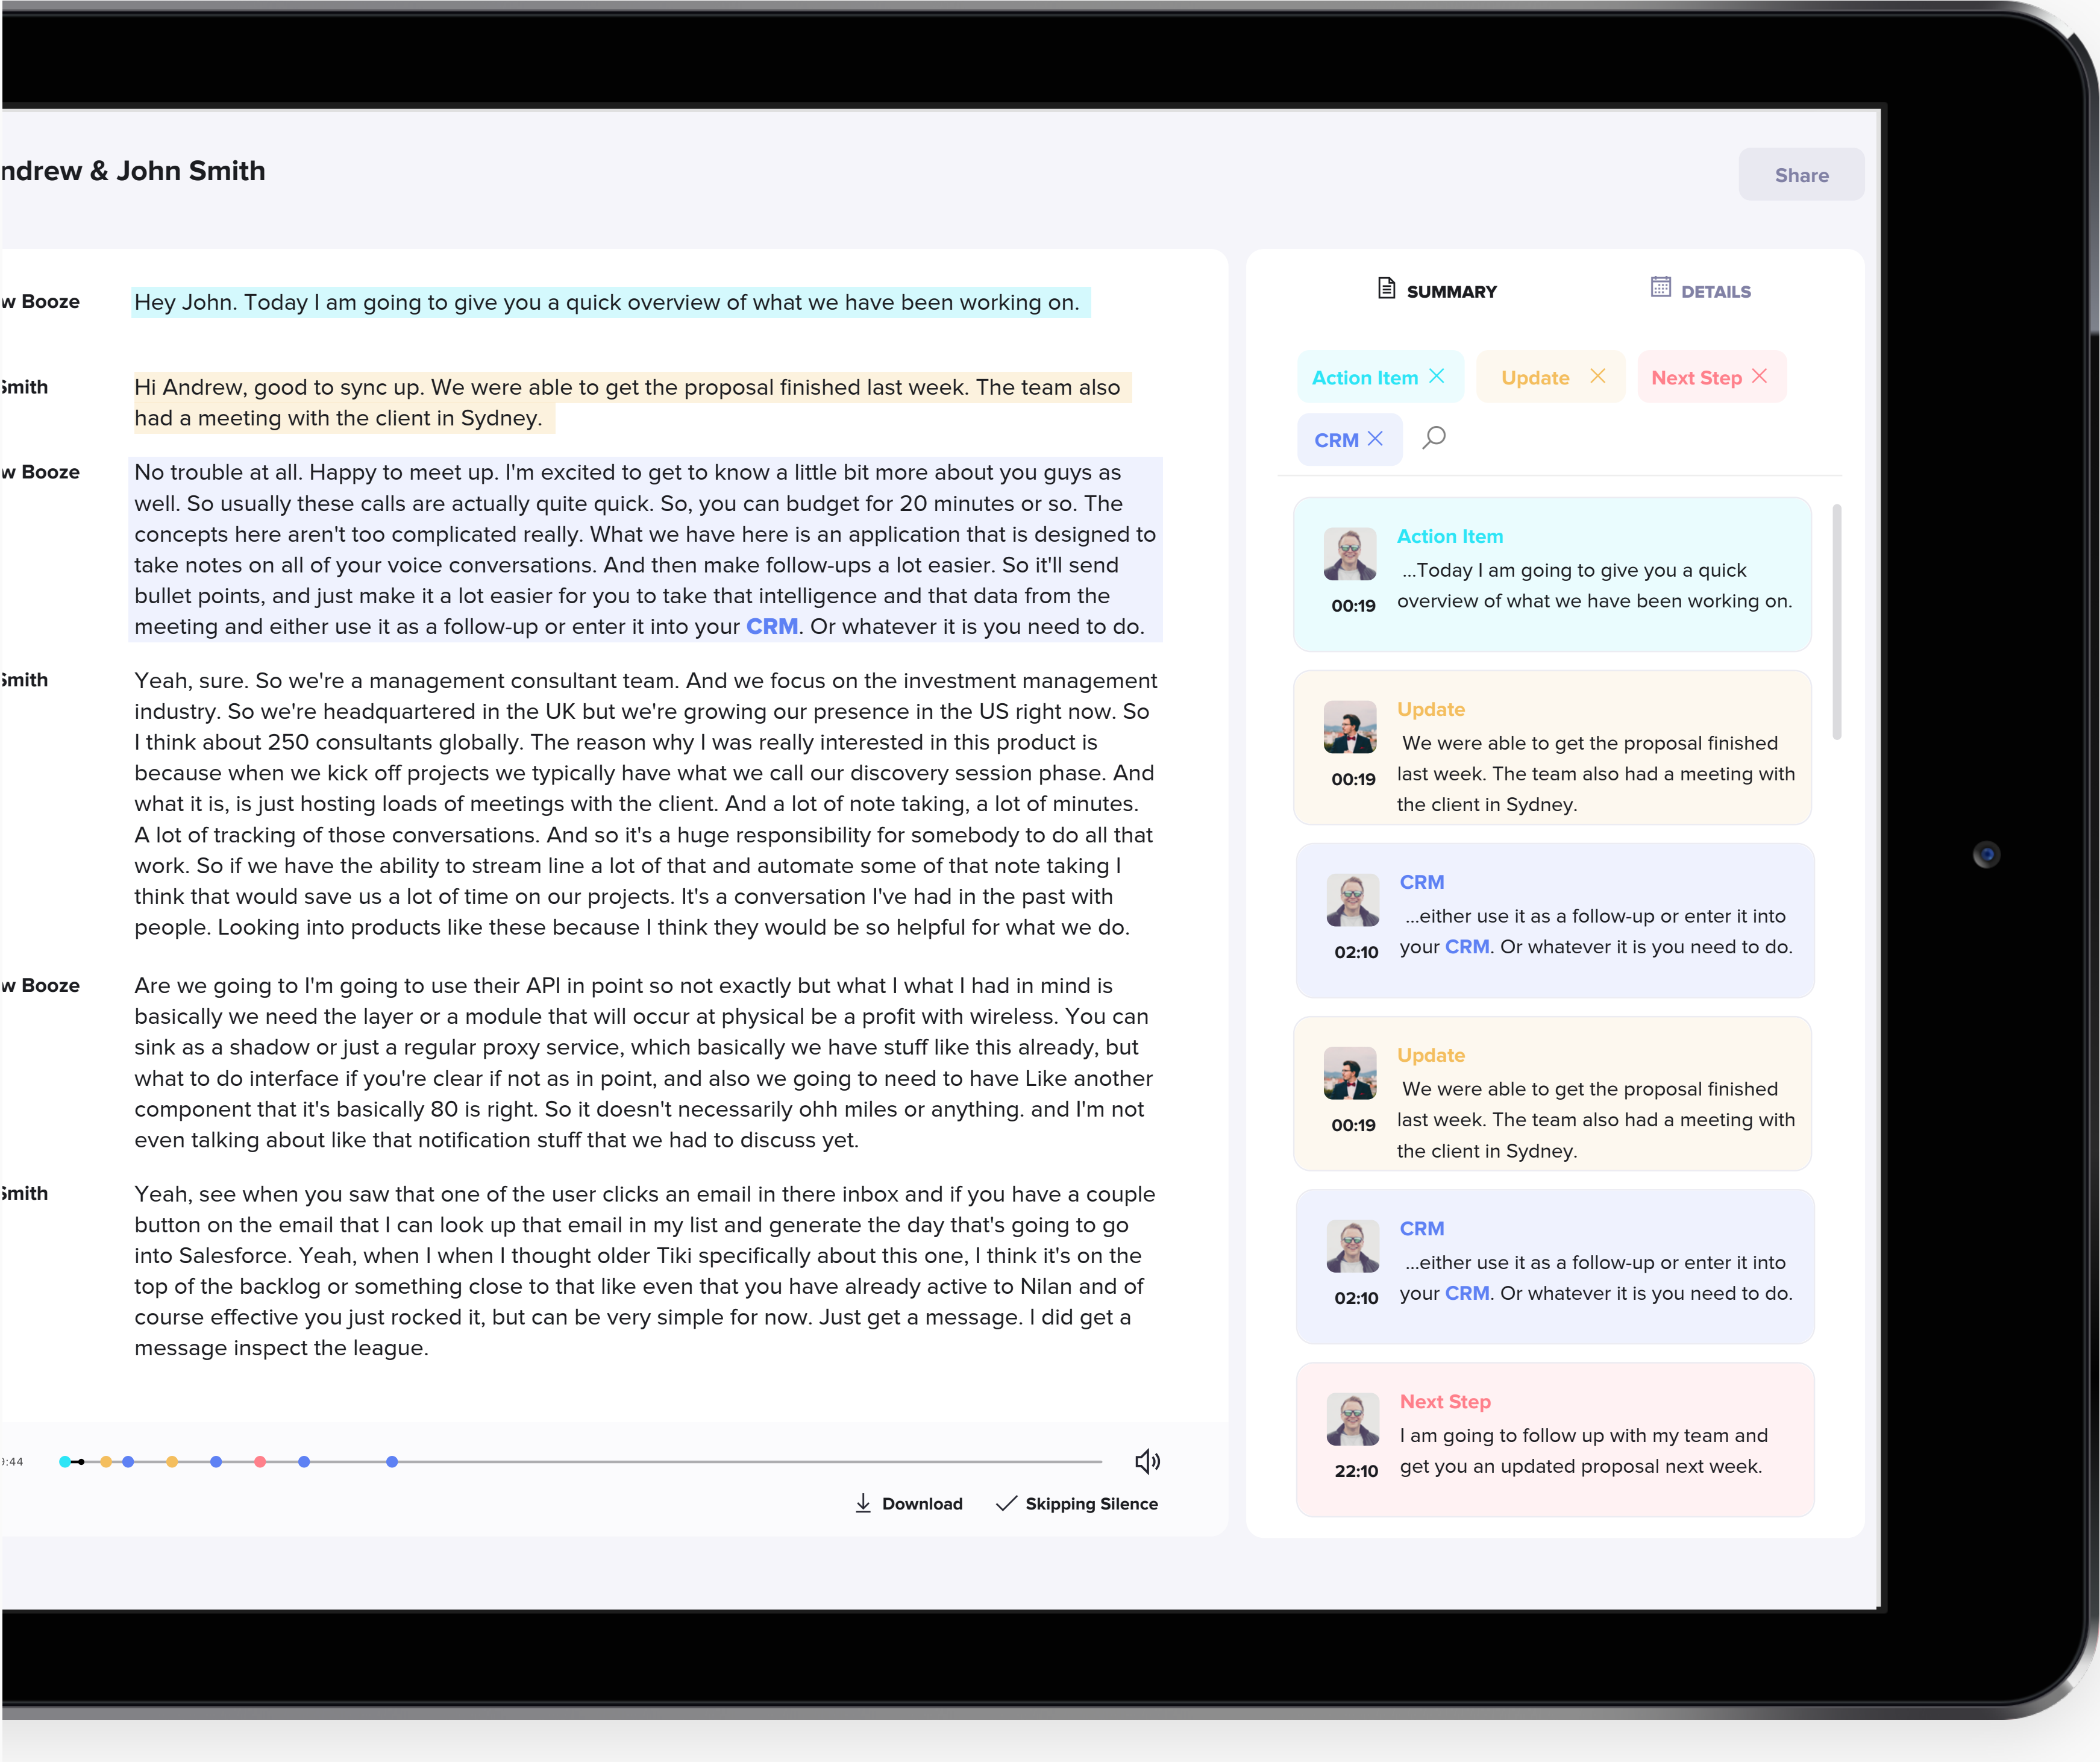 ndrew & John Smith
Share
w Booze
Hey John. Today I am going to give you a quick overview of what we have been working on.
Smith
Hi Andrew, good to sync up. We were able to get the proposal finished last week. The team also
had a meeting with the client in Sydney.
w Booze
No trouble at all. Happy to meet up. I'm excited to get to know a little bit more about you guys as
well. So usually these calls are actually quite quick. So, you can budget for 20 minutes or so. The
concepts here aren't too complicated really. What we have here is an application that is designed to
take notes on all of your voice conversations. And then make follow-ups a lot easier. So it'll send
bullet points, and just make it a lot easier for you to take that intelligence and that data from the
meeting and either use it as a follow-up or enter it into your CRM. Or whatever it is you need to do.
Smith
Yeah, sure. So we're a management consultant team. And we focus on the investment management
industry. So we're headquartered in the UK but we're growing our presence in the US right now. So
I think about 250 consultants globally. The reason why I was really interested in this product is
because when we kick off projects we typically have what we call our discovery session phase. And
what it is, is just hosting loads of meetings with the client. And a lot of note taking, a lot of minutes.
A lot of tracking of those conversations. And so it's a huge responsibility for somebody to do all that
work. So if we have the ability to stream line a lot of that and automate some of that note taking I
think that would save us a lot of time on our projects. It's a conversation I've had in the past with
people. Looking into products like these because I think they would be so helpful for what we do.
w Booze
Are we going to I'm going to use their API in point so not exactly but what I what I had in mind is
basically we need the layer or a module that will occur at physical be a profit with wireless. You can
sink as a shadow or just a regular proxy service, which basically we have stuff like this already, but
what to do interface if you're clear if not as in point, and also we going to need to have Like another
component that it's basically 80 is right. So it doesn't necessarily ohh miles or anything. and I'm not
even talking about like that notification stuff that we had to discuss yet.
Smith
Yeah, see when you saw that one of the user clicks an email in there inbox and if you have a couple
button on the email that I can look up that email in my list and generate the day that's going to go
into Salesforce. Yeah, when I when I thought older Tiki specifically about this one, I think it's on the
top of the backlog or something close to that like even that you have already active to Nilan and of
course effective you just rocked it, but can be very simple for now. Just get a message. I did get a
message inspect the league.
9:44
Download
Skipping Silence
SUMMARY
DETAILS
Action Item
Update
Next Step
CRM
Action Item
...Today I am going to give you a quick
overview of what we have been working on.
00:19
Update
We were able to get the proposal finished
last week. The team also had a meeting with
the client in Sydney.
00:19
CRM
...either use it as a follow-up or enter it into
your CRM. Or whatever it is you need to do.
02:10
Update
We were able to get the proposal finished
last week. The team also had a meeting with
the client in Sydney.
00:19
CRM
...either use it as a follow-up or enter it into
your CRM. Or whatever it is you need to do.
02:10
Next Step
I am going to follow up with my team and
get you an updated proposal next week.
22:10